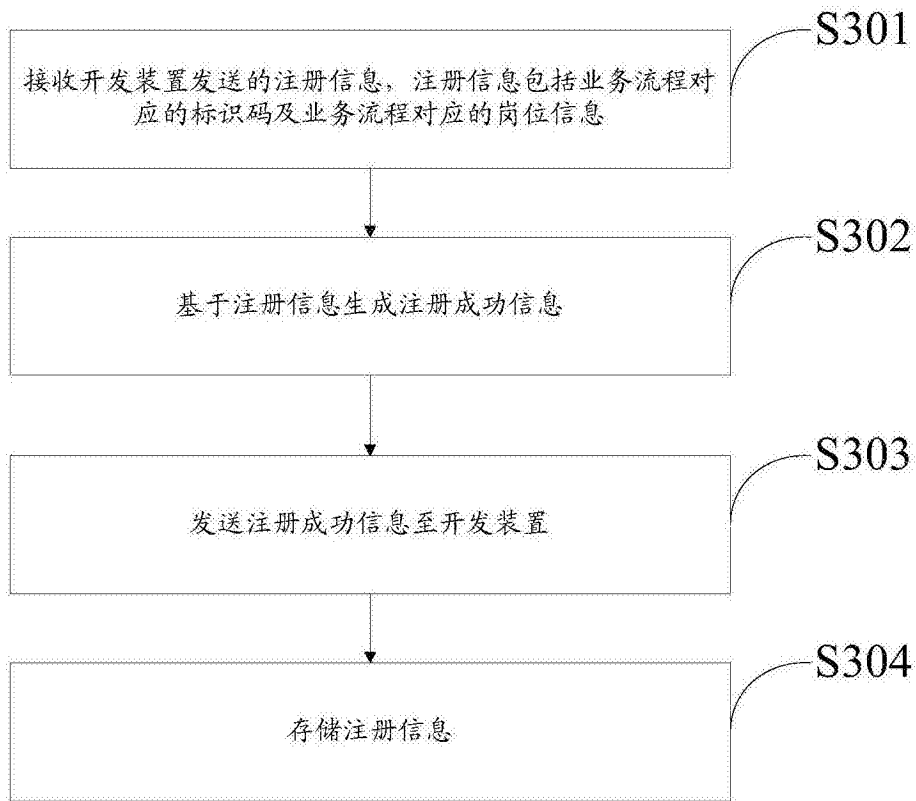 S301
接收开发装置发送的注册信息，注册信息包括业务流程对
应的标识码及业务流程对应的岗位信息
S302
基于注册信息生成注册成功信息
S303
发送注册成功信息至开发装置
S304
存储注册信息